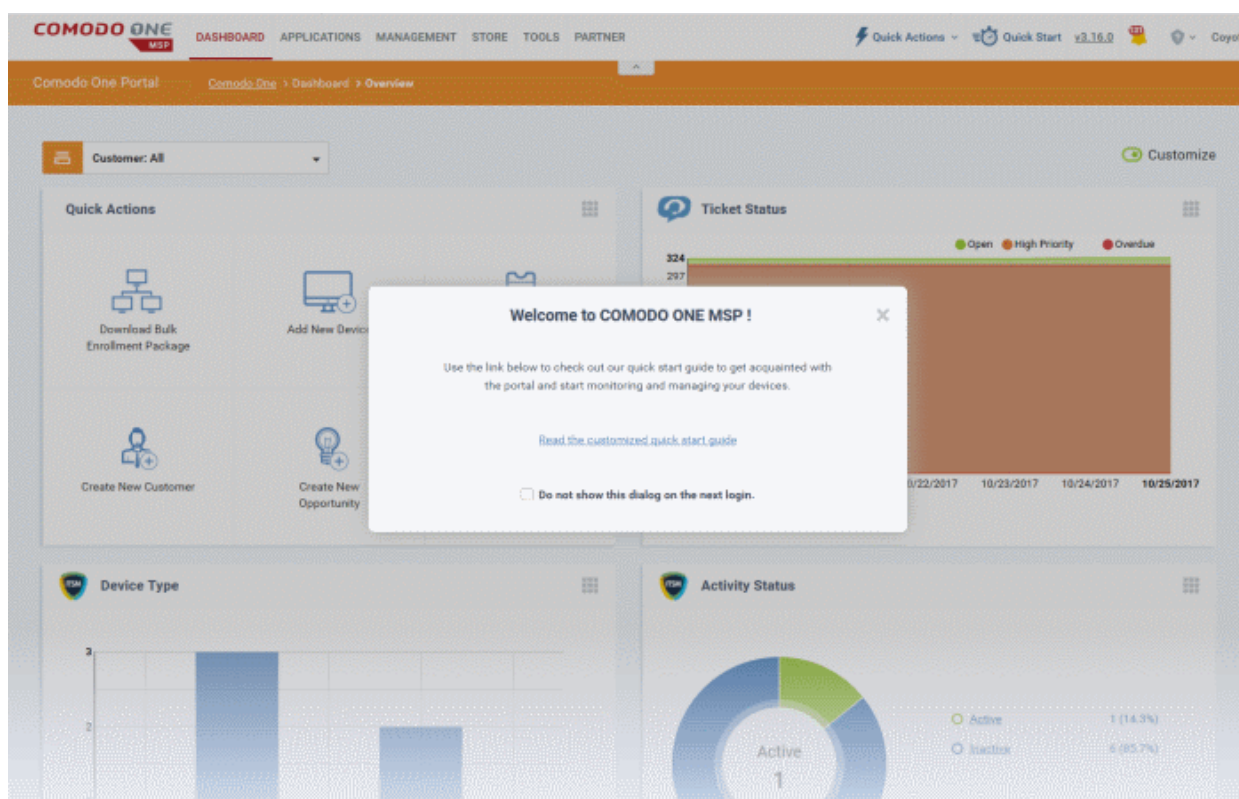 COMODO ONE
MSP
DASHBOARD APPLICATIONS MANAGEMENT STORE TOOLS PARTNER
Quick Actions Quick Start v3.16.0
Comodo One Portal Comodo One > Dashboard > Overview
Customer: All
Customize
Quick Actions
Download Bulk
Enrollment Package
Add New Device
Create New Customer
Create New
Opportunity
Ticket Status
Open High Priority Overdue
324
297
0/22/2017 10/23/2017 10/24/2017 10/25/2017
Welcome to COMODO ONE MSP !
Use the link below to check out our quick start guide to get acquainted with
the portal and start monitoring and managing your devices.
Read the customized quick start guide
Do not show this dialog on the next login.
ITSM
Device Type
3
2
ITSM
Activity Status
Active 1 (14.3%)
Inactive 6 (85.7%)
Active
1